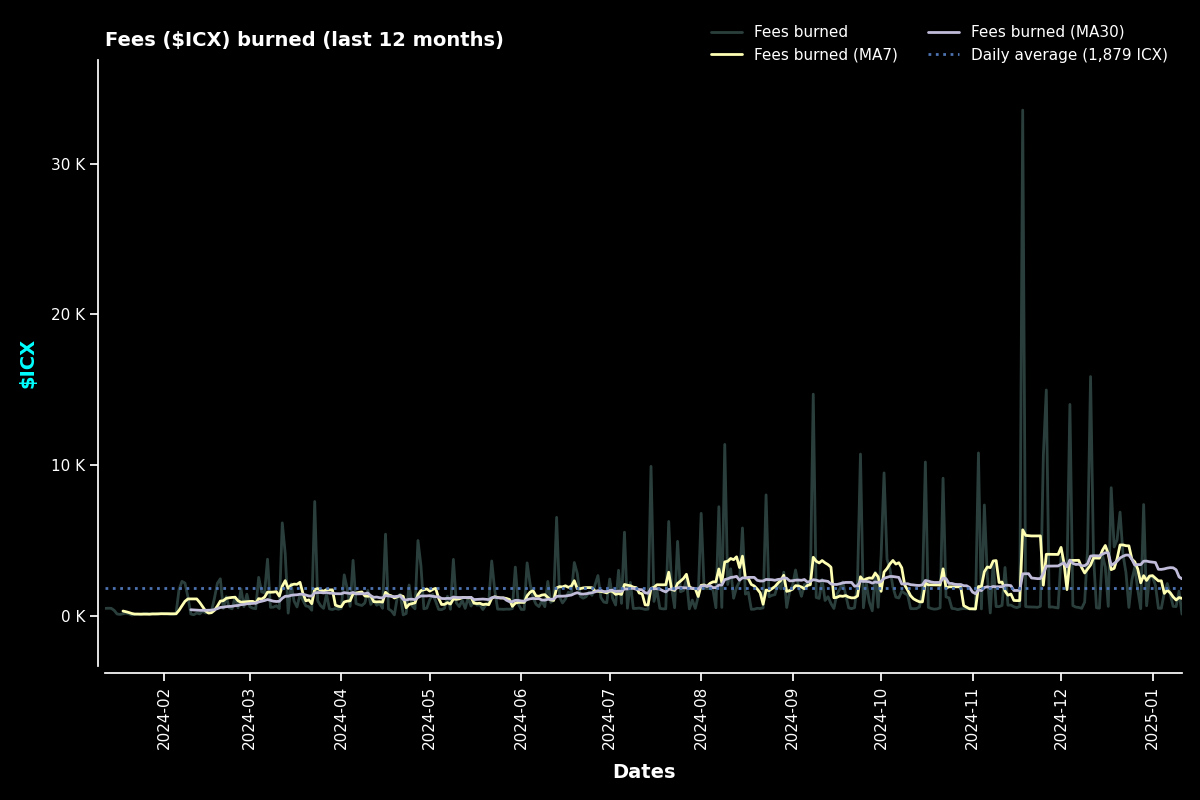 Fees ($ICX) burned (last 12 months)
Fees burned
Fees burned (MA7)
Fees burned (MA30)
Daily average (1,879 ICX)
30 K
20 K
10 K
0 K
$ICX
2024-02
2024-03
2024-04
2024-05
2024-06
2024-07
2024-08
2024-09
2024-10
2024-11
2024-12
2025-01
Dates